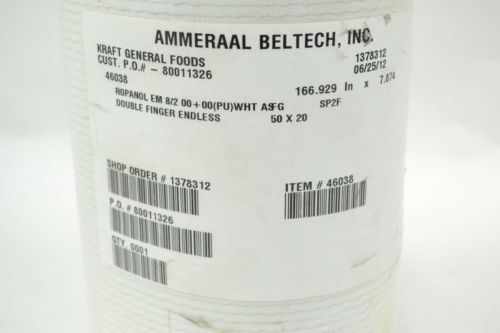 AMMERAAL BELTECH, INC.
KRAFT GENERAL FOODS 1378312
CUST. P.O.# - 80011326 06/25/12
46038 166.929 In x 7.874
ROPANOL EM 8/2 00+00(PU)WHT ASFG SP2F
DOUBLE FINGER ENDLESS 50 X 20
SHOP ORDER # 1378312
ITEM # 46038
P.O. # 80011326
QTY. 0001